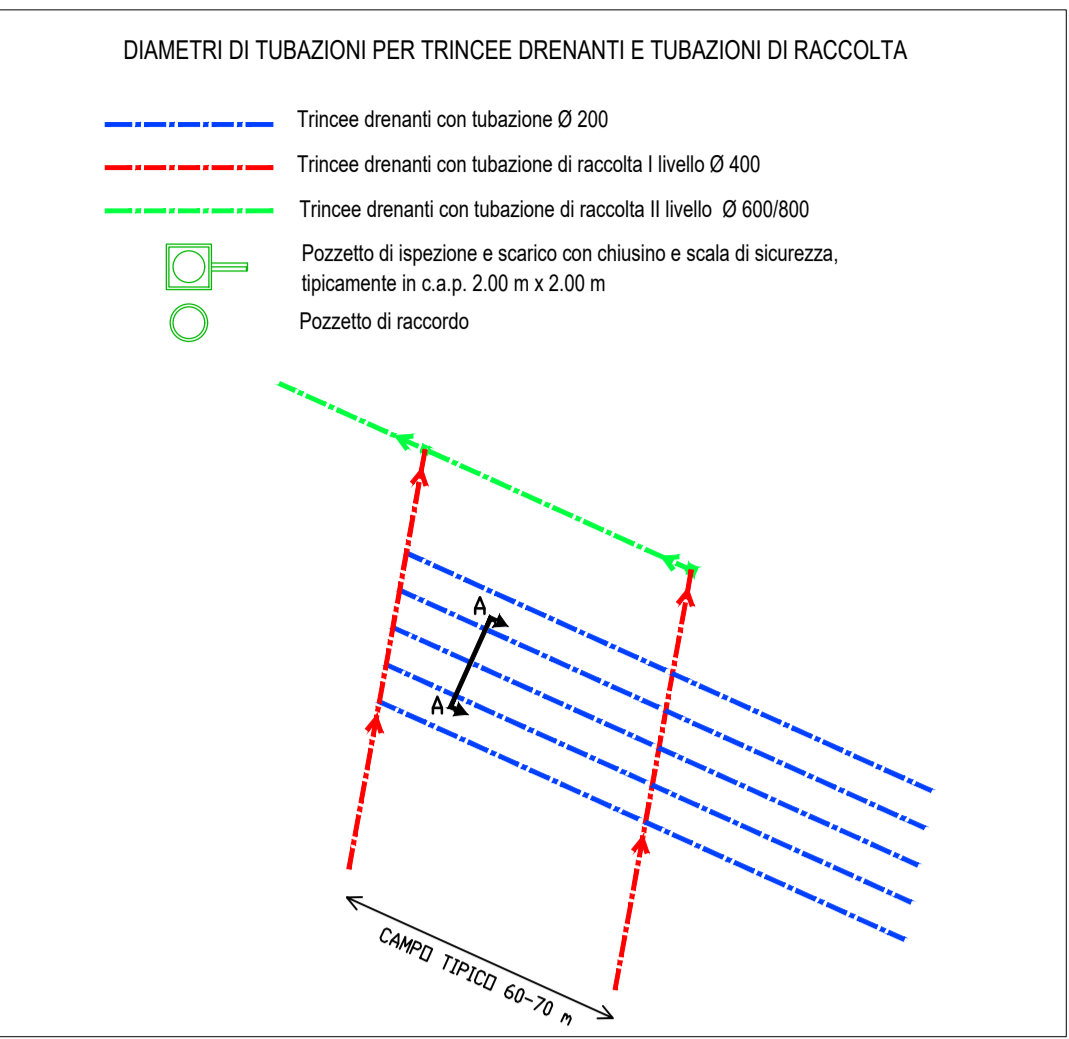 DIAMETRI DI TUBAZIONI PER TRINCEE DRENANTI E TUBAZIONI DI RACCOLTA
Trincee drenanti con tubazione Ø 200
Trincee drenanti con tubazione di raccolta I livello Ø 400
Trincee drenanti con tubazione di raccolta II livello Ø 600/800
Pozzetto di ispezione e scarico con chiusino e scala di sicurezza,
tipicamente in c.a.p. 2.00 m x 2.00 m
Pozzetto di raccordo
A
A
CAMPO TIPICO 60-70 m